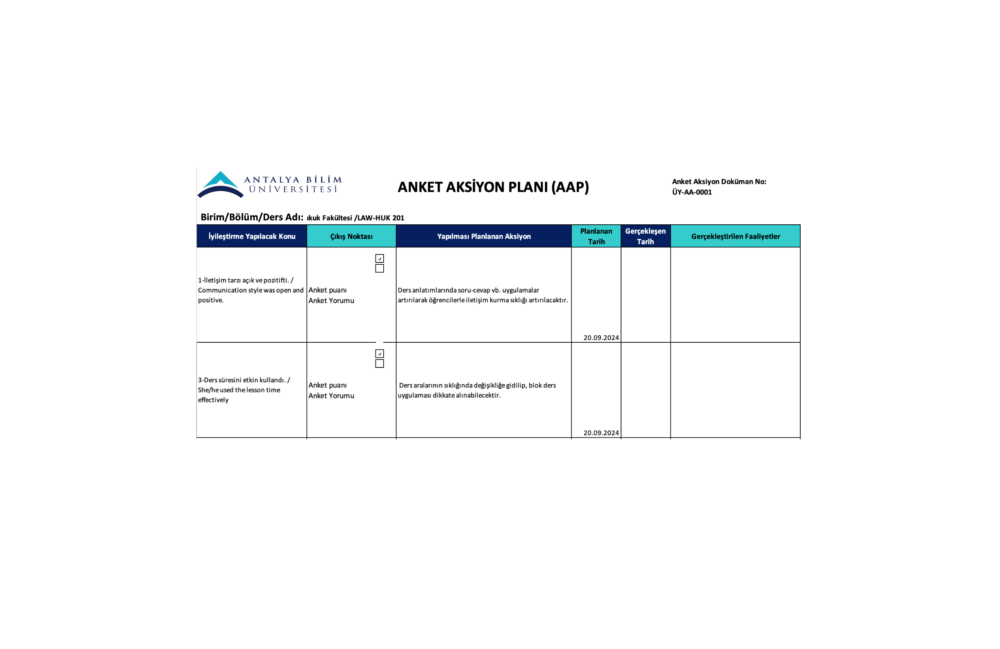 ANTALYA BİLİM
ÜNİVERSİTESİ
ANKET AKSİYON PLANI (AAP)
Anket Aksiyon Doküman No:
ÜY-AA-0001
Birim/Bölüm/Ders Adı: ıkuk Fakültesi /LAW-HUK 201
İyileştirme Yapılacak Konu
Çıkış Noktası
Yapılması Planlanan Aksiyon
Planlanan
Tarih
Gerçekleşen
Tarih
Gerçekleştirilen Faaliyetler
1-İletişim tarzı açık ve pozitifti. /
Communication style was open and
positive.
Anket puanı
Anket Yorumu
Ders anlatımlarında soru-cevap vb. uygulamalar
artırılarak öğrencilerle iletişim kurma sıklığı artırılacaktır.
20.09.2024
3-Ders süresini etkin kullandı. /
She/he used the lesson time
effectively
Anket puanı
Anket Yorumu
Ders aralarının sıklığında değişikliğe gidilip, blok ders
uygulaması dikkate alınabilecektir.
20.09.2024